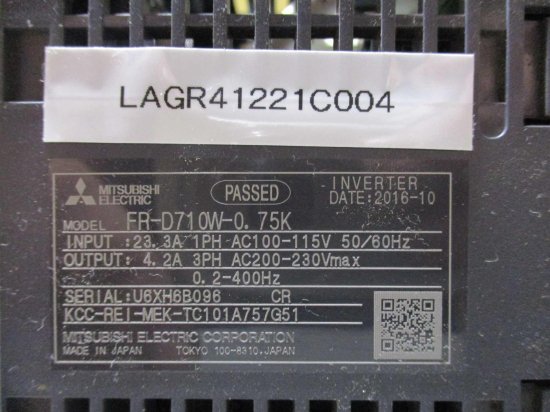 LAGR41221C004
MITSUBISHI
ELECTRIC
PASSED
INVERTER
DATE:2016-10
MODEL FR-D710W-0.75K
INPUT :23.3A 1PH AC100-115V 50/60Hz
OUTPUT: 4.2A 3PH AC200-230Vmax
0.2-400Hz
SERIAL:U6XH6B096 CR
KCC-REI-MEK-TC101A757G51
MITSUBISHI ELECTRIC CORPORATION
MADE IN JAPAN TOKYO 100-8310,JAPAN